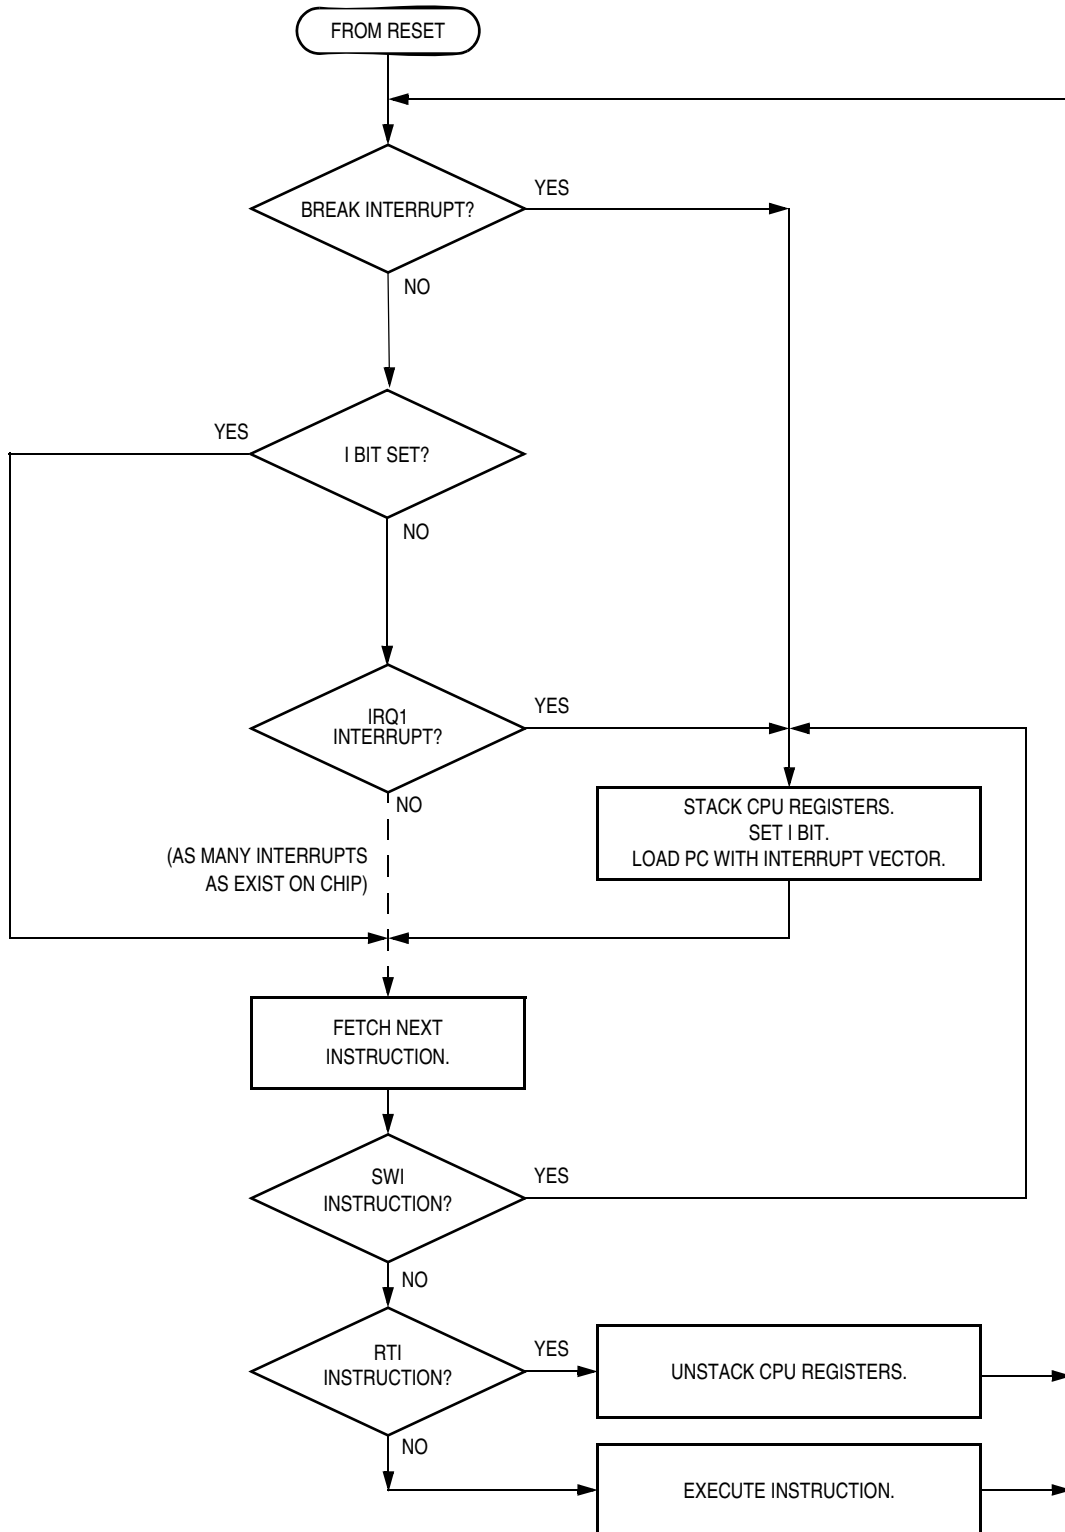 FROM RESET
BREAK INTERRUPT?
YES
NO
YES
I BIT SET?
NO
IRQ1
INTERRUPT?
YES
NO
(AS MANY INTERRUPTS
AS EXIST ON CHIP)
STACK CPU REGISTERS.
SET I BIT.
LOAD PC WITH INTERRUPT VECTOR.
FETCH NEXT
INSTRUCTION.
SWI
INSTRUCTION?
YES
NO
RTI
INSTRUCTION?
YES
UNSTACK CPU REGISTERS.
NO
EXECUTE INSTRUCTION.